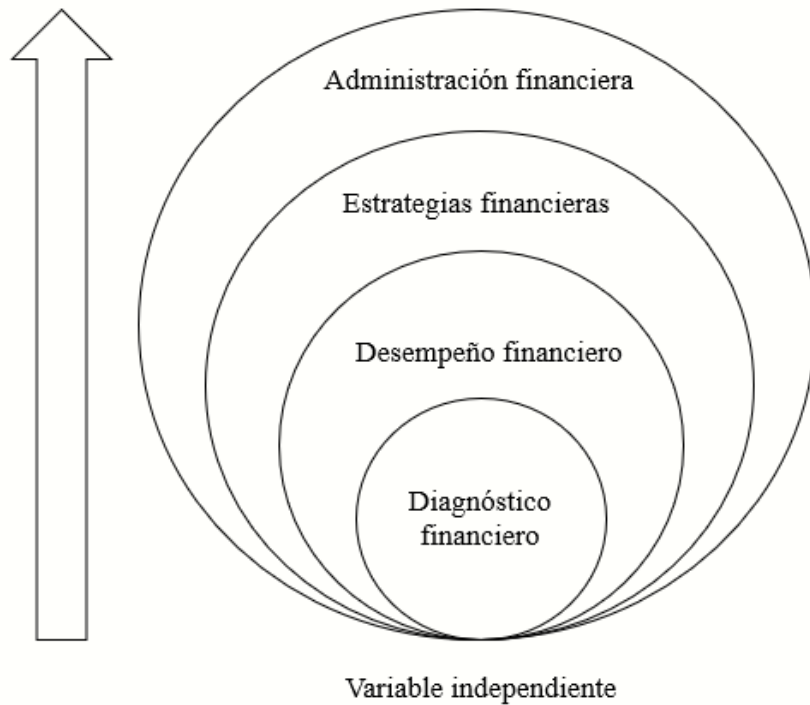 Administración financiera
Estrategias financieras
Desempeño financiero
Diagnóstico
financiero
Variable independiente